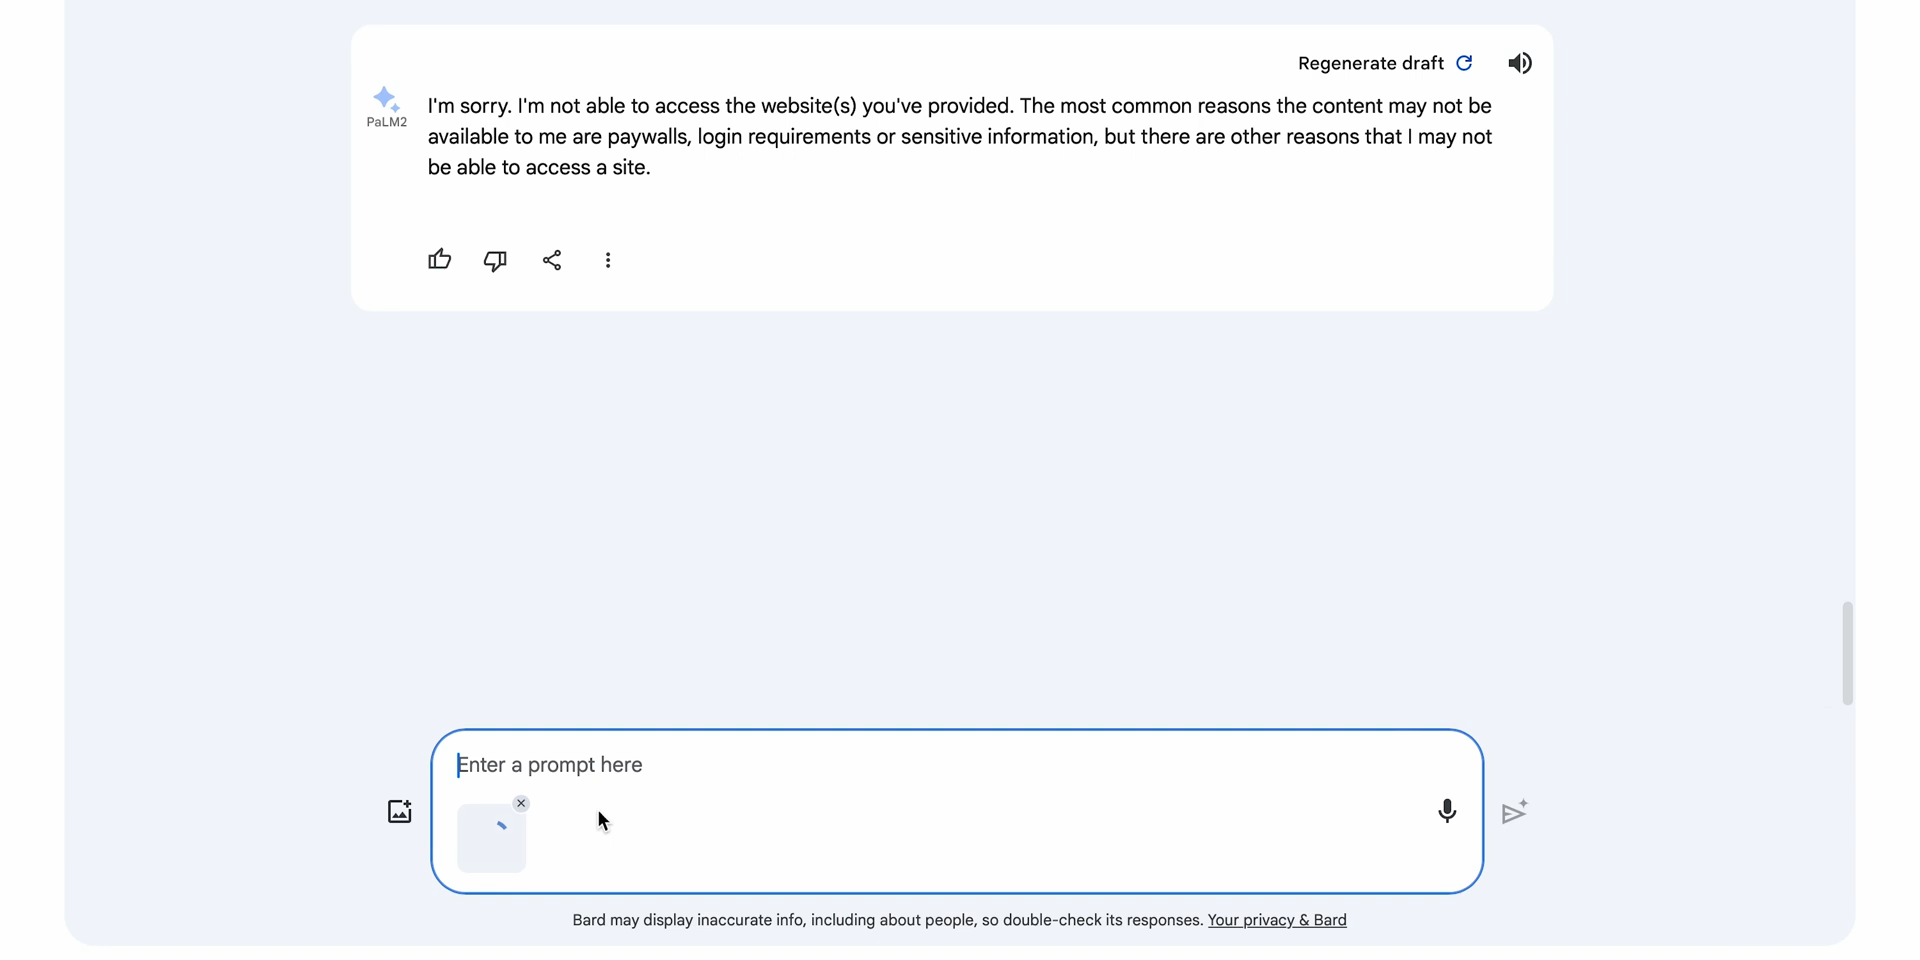 Regenerate draft
PaLM2
I'm sorry. I'm not able to access the website(s) you've provided. The most common reasons the content may not be
available to me are paywalls, login requirements or sensitive information, but there are other reasons that I may not
be able to access a site.
Enter a prompt here
Bard may display inaccurate info, including about people, so double-check its responses. Your privacy & Bard